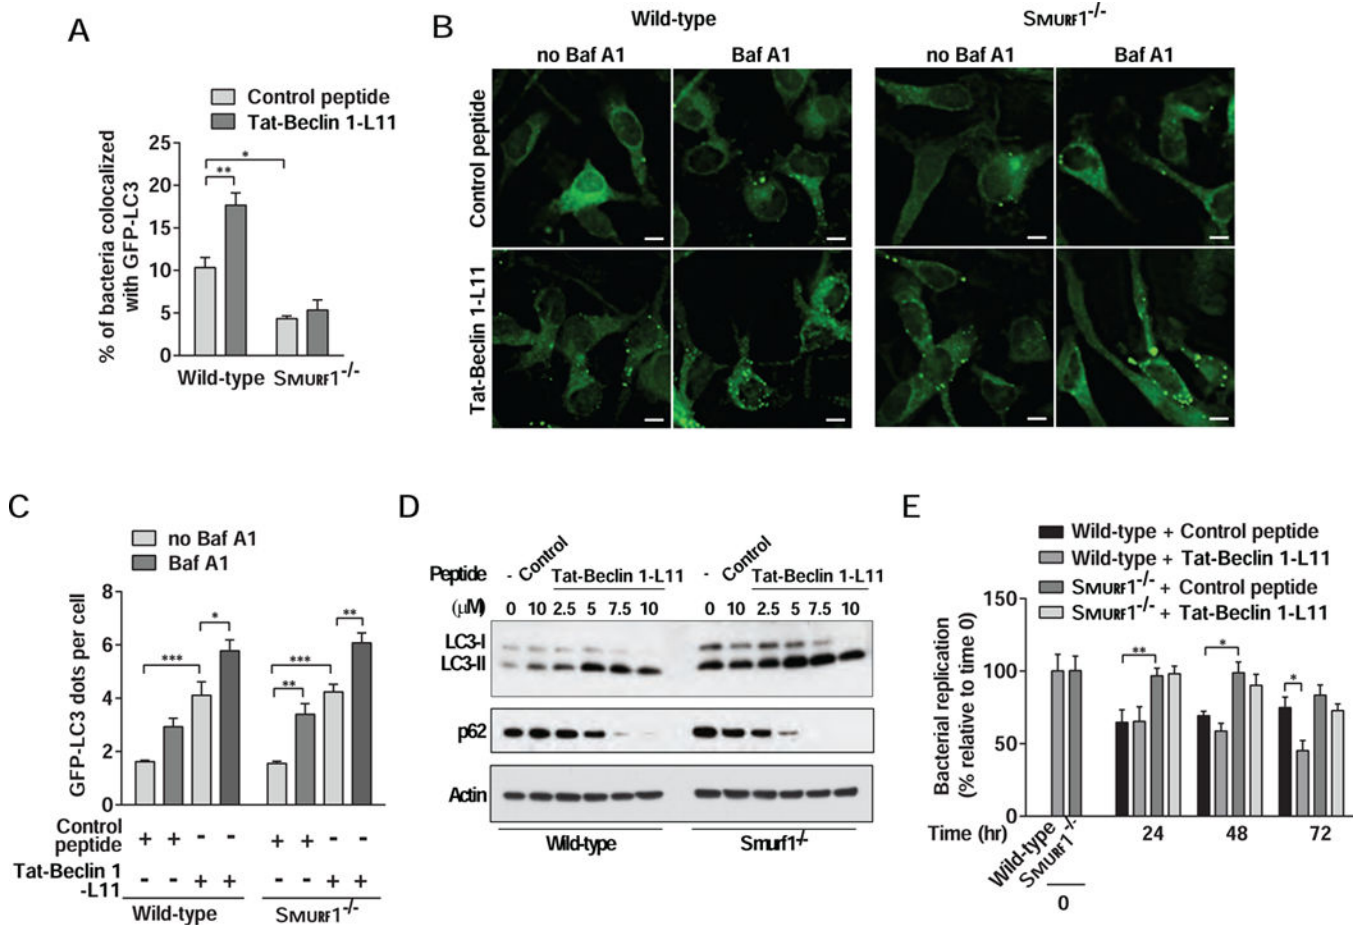 A
Control peptide
Tat-Beclin 1-L11
% of bacteria colocalized
with GFP-LC3
25
20
15
10
5
0
*
**
Wild-type
SMURF1-/-
B
Wild-type
SMURF1-/-
no Baf A1
Baf A1
no Baf A1
Baf A1
Control peptide
Tat-Beclin 1-L11
C
no Baf A1
Baf A1
GFP-LC3 dots per cell
8
6
4
2
0
***
*
***
**
**
Control
peptide
+ + - - + + - -
Tat-Beclin 1
-L11
- - + + - - + +
Wild-type
SMURF1-/-
D
Peptide
- Control Tat-Beclin 1-L11
- Control Tat-Beclin 1-L11
(μM) 0 10 2.5 5 7.5 10 0 10 2.5 5 7.5 10
LC3-I
LC3-II
p62
Actin
Wild-type
Smurf1-/-
E
Wild-type + Control peptide
Wild-type + Tat-Beclin 1-L11
SMURF1-/- + Control peptide
SMURF1-/- + Tat-Beclin 1-L11
Bacterial replication
(% relative to time 0)
150
100
50
0
**
*
*
Time (hr)
Wild-type
SMURF1-/-
0
24
48
72